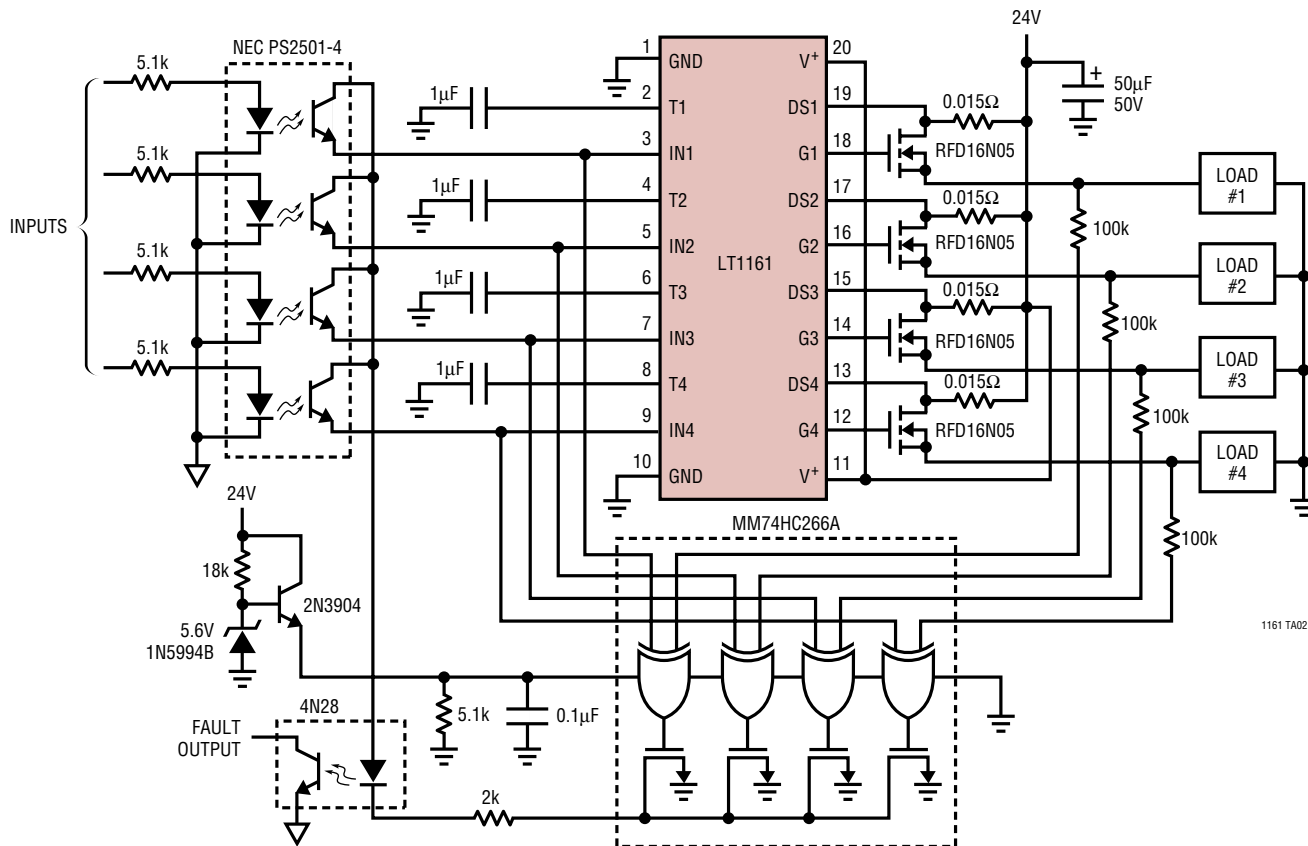 24V
NEC PS2501-4
5.1k
5.1k
5.1k
5.1k
INPUTS
1µF
1µF
1µF
1µF
1
GND
2
T1
3
IN1
4
T2
5
IN2
6
T3
7
IN3
8
T4
9
IN4
10
GND
LT1161
20
V+
19
DS1
18
G1
17
DS2
16
G2
15
DS3
14
G3
13
DS4
12
G4
11
V+
+
50µF
50V
0.015Ω
RFD16N05
0.015Ω
RFD16N05
0.015Ω
RFD16N05
0.015Ω
RFD16N05
LOAD
#1
LOAD
#2
LOAD
#3
LOAD
#4
100k
100k
100k
100k
24V
18k
2N3904
5.6V
1N5994B
MM74HC266A
5.1k
0.1µF
4N28
FAULT
OUTPUT
2k
1161 TA02